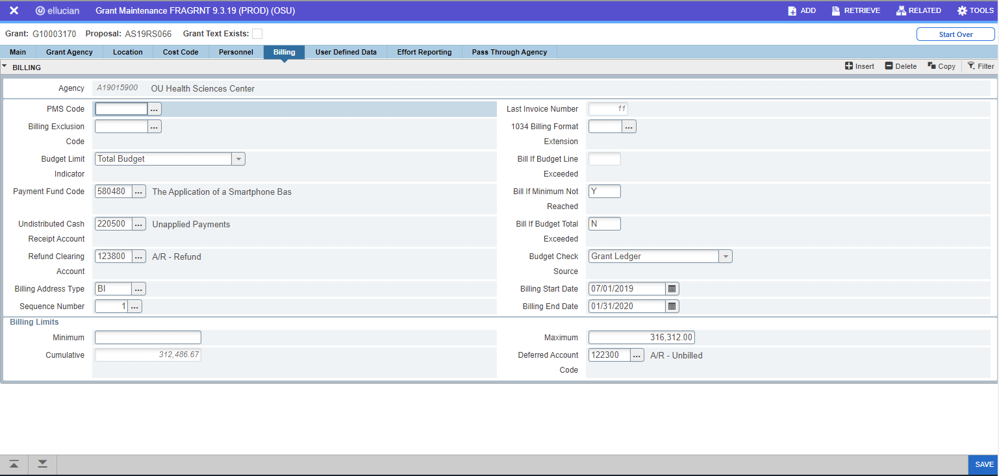 ellucian Grant Maintenance FRAGRNT 9.3.19 (PROD) (OSU) ADD RETRIEVE RELATED TOOLS
Grant: G10003170 Proposal: AS19RS066 Grant Text Exists: Start Over
Main Grant Agency Location Cost Code Personnel Billing User Defined Data Effort Reporting Pass Through Agency
BILLING Insert Delete Copy Filter
Agency A19015900 OU Health Sciences Center
PMS Code ... Last Invoice Number 11
Billing Exclusion Code ... 1034 Billing Format Extension ...
Budget Limit Indicator Total Budget Bill If Budget Line Exceeded
Payment Fund Code 580480 ... The Application of a Smartphone Bas Bill If Minimum Not Reached Y
Undistributed Cash Receipt Account 220500 ... Unapplied Payments Bill If Budget Total Exceeded N
Refund Clearing Account 123800 ... A/R - Refund Budget Check Source Grant Ledger
Billing Address Type BI ... Billing Start Date 07/01/2019
Sequence Number 1 ... Billing End Date 01/31/2020
Billing Limits
Minimum Maximum 316,312.00
Cumulative 312,486.67 Deferred Account Code 122300 ... A/R - Unbilled
SAVE